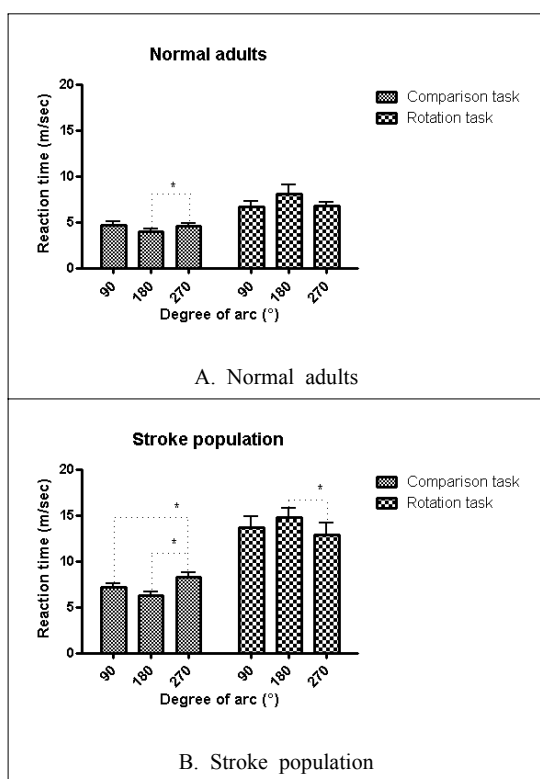 Normal adults
20
15
10
5
0
Reaction time (m/sec)
*
90 180 270 90 180 270
Degree of arc (°)
Comparison task
Rotation task
A. Normal adults
Stroke population
20
15
10
5
0
Reaction time (m/sec)
*
*
*
90 180 270 90 180 270
Degree of arc (°)
Comparison task
Rotation task
B. Stroke population